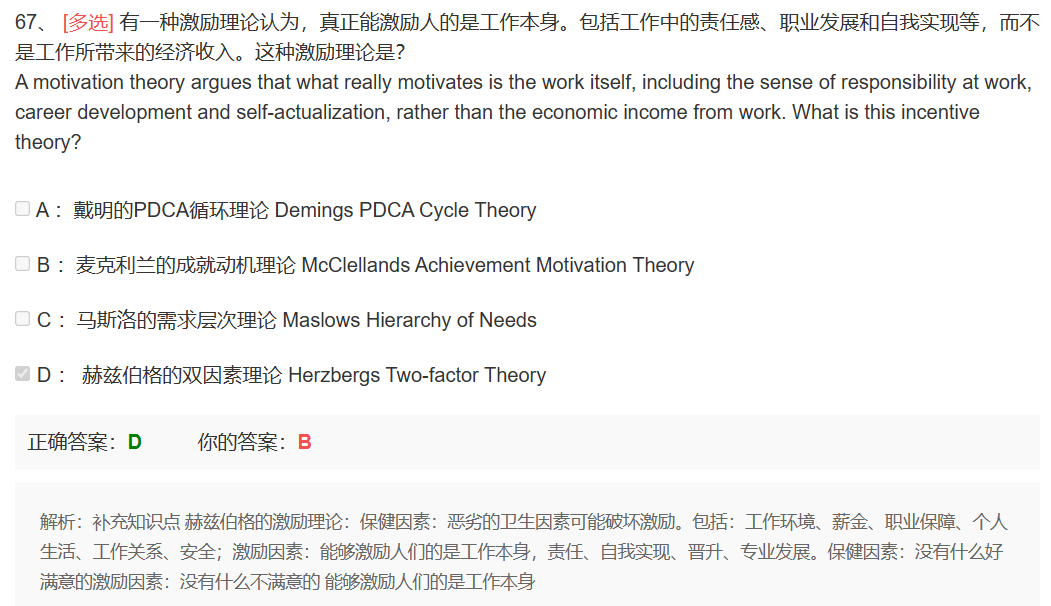 67、 [多选] 有一种激励理论认为，真正能激励人的是工作本身。包括工作中的责任感、职业发展和自我实现等，而不
是工作所带来的经济收入。这种激励理论是?
A motivation theory argues that what really motivates is the work itself, including the sense of responsibility at work,
career development and self-actualization, rather than the economic income from work. What is this incentive
theory?
A： 戴明的PDCA循环理论 Demings PDCA Cycle Theory
B： 麦克利兰的成就动机理论 McClellands Achievement Motivation Theory
C： 马斯洛的需求层次理论 Maslows Hierarchy of Needs
D： 赫兹伯格的双因素理论 Herzbergs Two-factor Theory
正确答案：D 你的答案：B
解析：补充知识点 赫兹伯格的激励理论：保健因素：恶劣的卫生因素可能破坏激励。包括：工作环境、薪金、职业保障、个人
生活、工作关系、安全；激励因素：能够激励人们的是工作本身，责任、自我实现、晋升、专业发展。保健因素：没有什么好
满意的激励因素：没有什么不满意的 能够激励人们的是工作本身